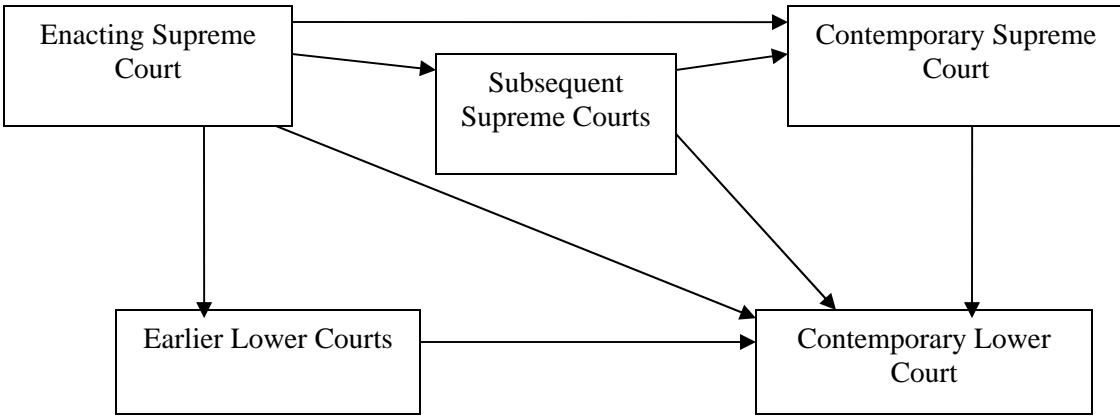 Enacting Supreme
Court
Contemporary Supreme
Court
Subsequent
Supreme Courts
Earlier Lower Courts
Contemporary Lower
Court